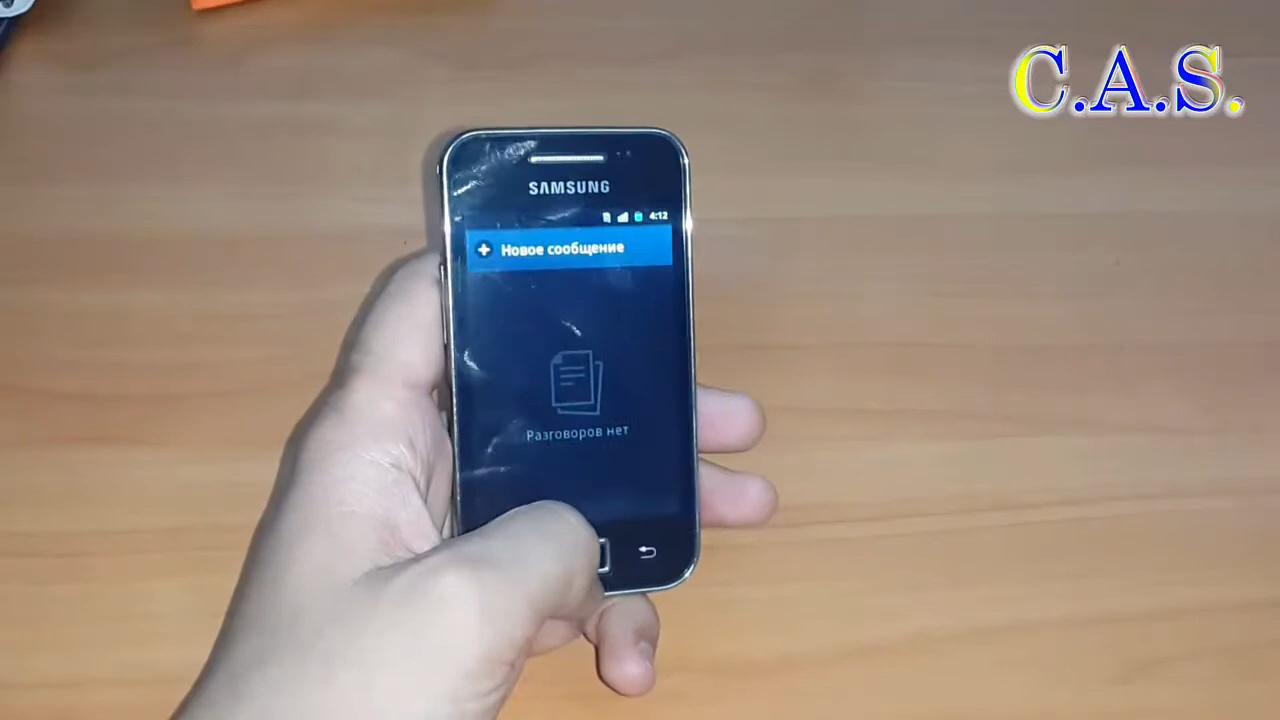 C.A.S.
SAMSUNG
4:12
Новое сообщение
Разговоров нет